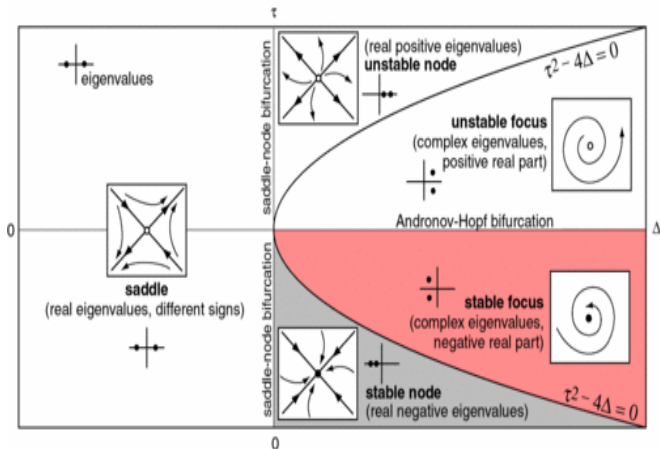 τ
eigenvalues
saddle-node bifurcation
(real positive eigenvalues)
unstable node
τ²−4Δ=0
unstable focus
(complex eigenvalues,
positive real part)
Andronov-Hopf bifurcation
0
Δ
saddle
(real eigenvalues, different signs)
saddle-node bifurcation
stable focus
(complex eigenvalues,
negative real part)
stable node
(real negative eigenvalues)
τ²−4Δ=0
0